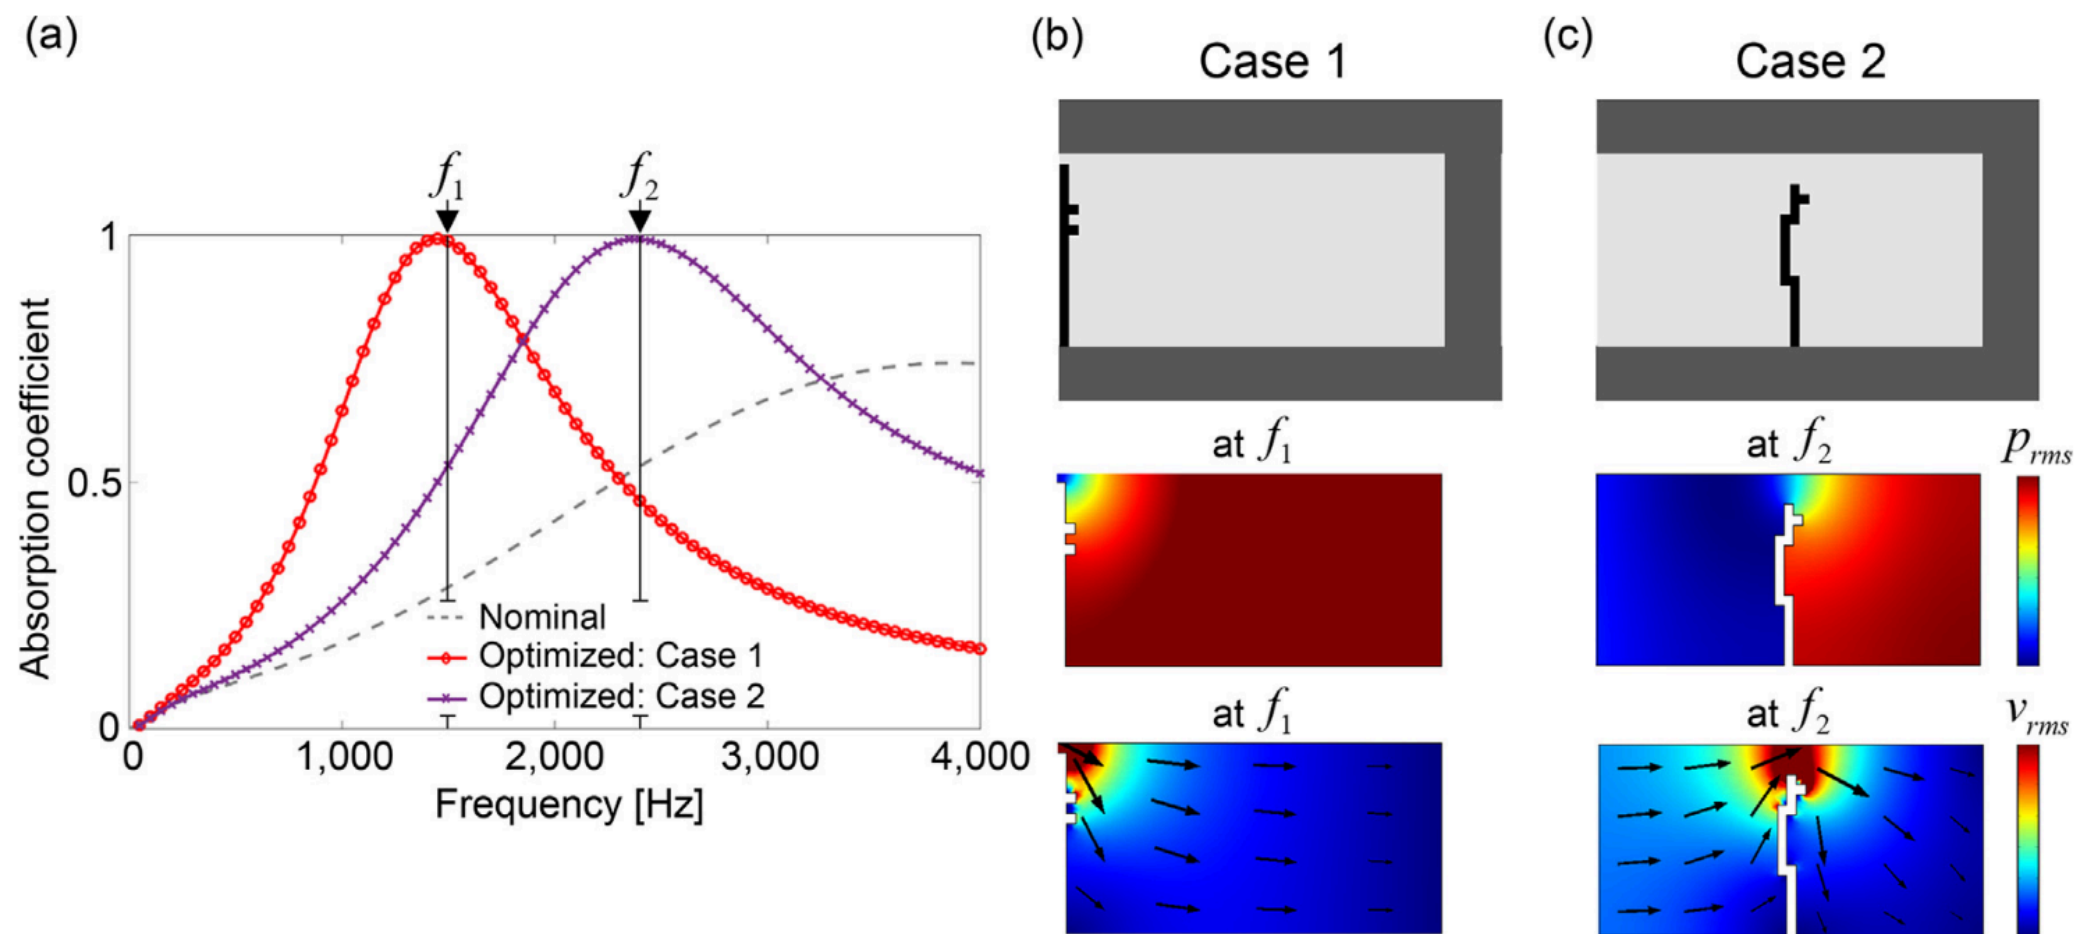 (a)
f1
f2
Absorption coefficient
1
0.5
0
Nominal
Optimized: Case 1
Optimized: Case 2
0 1,000 2,000 3,000 4,000
Frequency [Hz]
(b)
Case 1
at f1
at f1
(c)
Case 2
at f2 prms
at f2 vrms